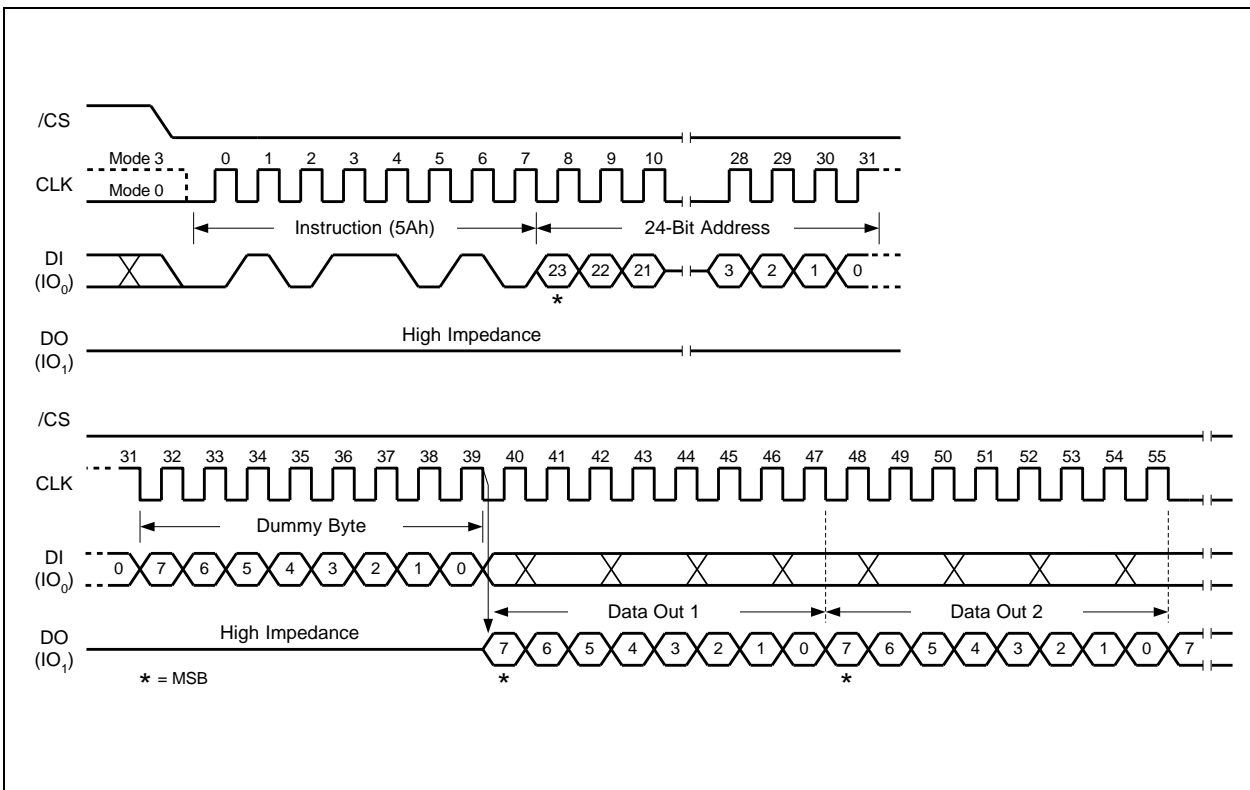 /CS
Mode 3 0 1 2 3 4 5 6 7 8 9 10 28 29 30 31
CLK
Mode 0
Instruction (5Ah) 24-Bit Address
DI
(IO0) 23 22 21 3 2 1 0
*
DO High Impedance
(IO1)
/CS
31 32 33 34 35 36 37 38 39 40 41 42 43 44 45 46 47 48 49 50 51 52 53 54 55
CLK
Dummy Byte
DI
(IO0) 0 7 6 5 4 3 2 1 0
Data Out 1 Data Out 2
DO High Impedance
(IO1) 7 6 5 4 3 2 1 0 7 6 5 4 3 2 1 0 7
* = MSB * *